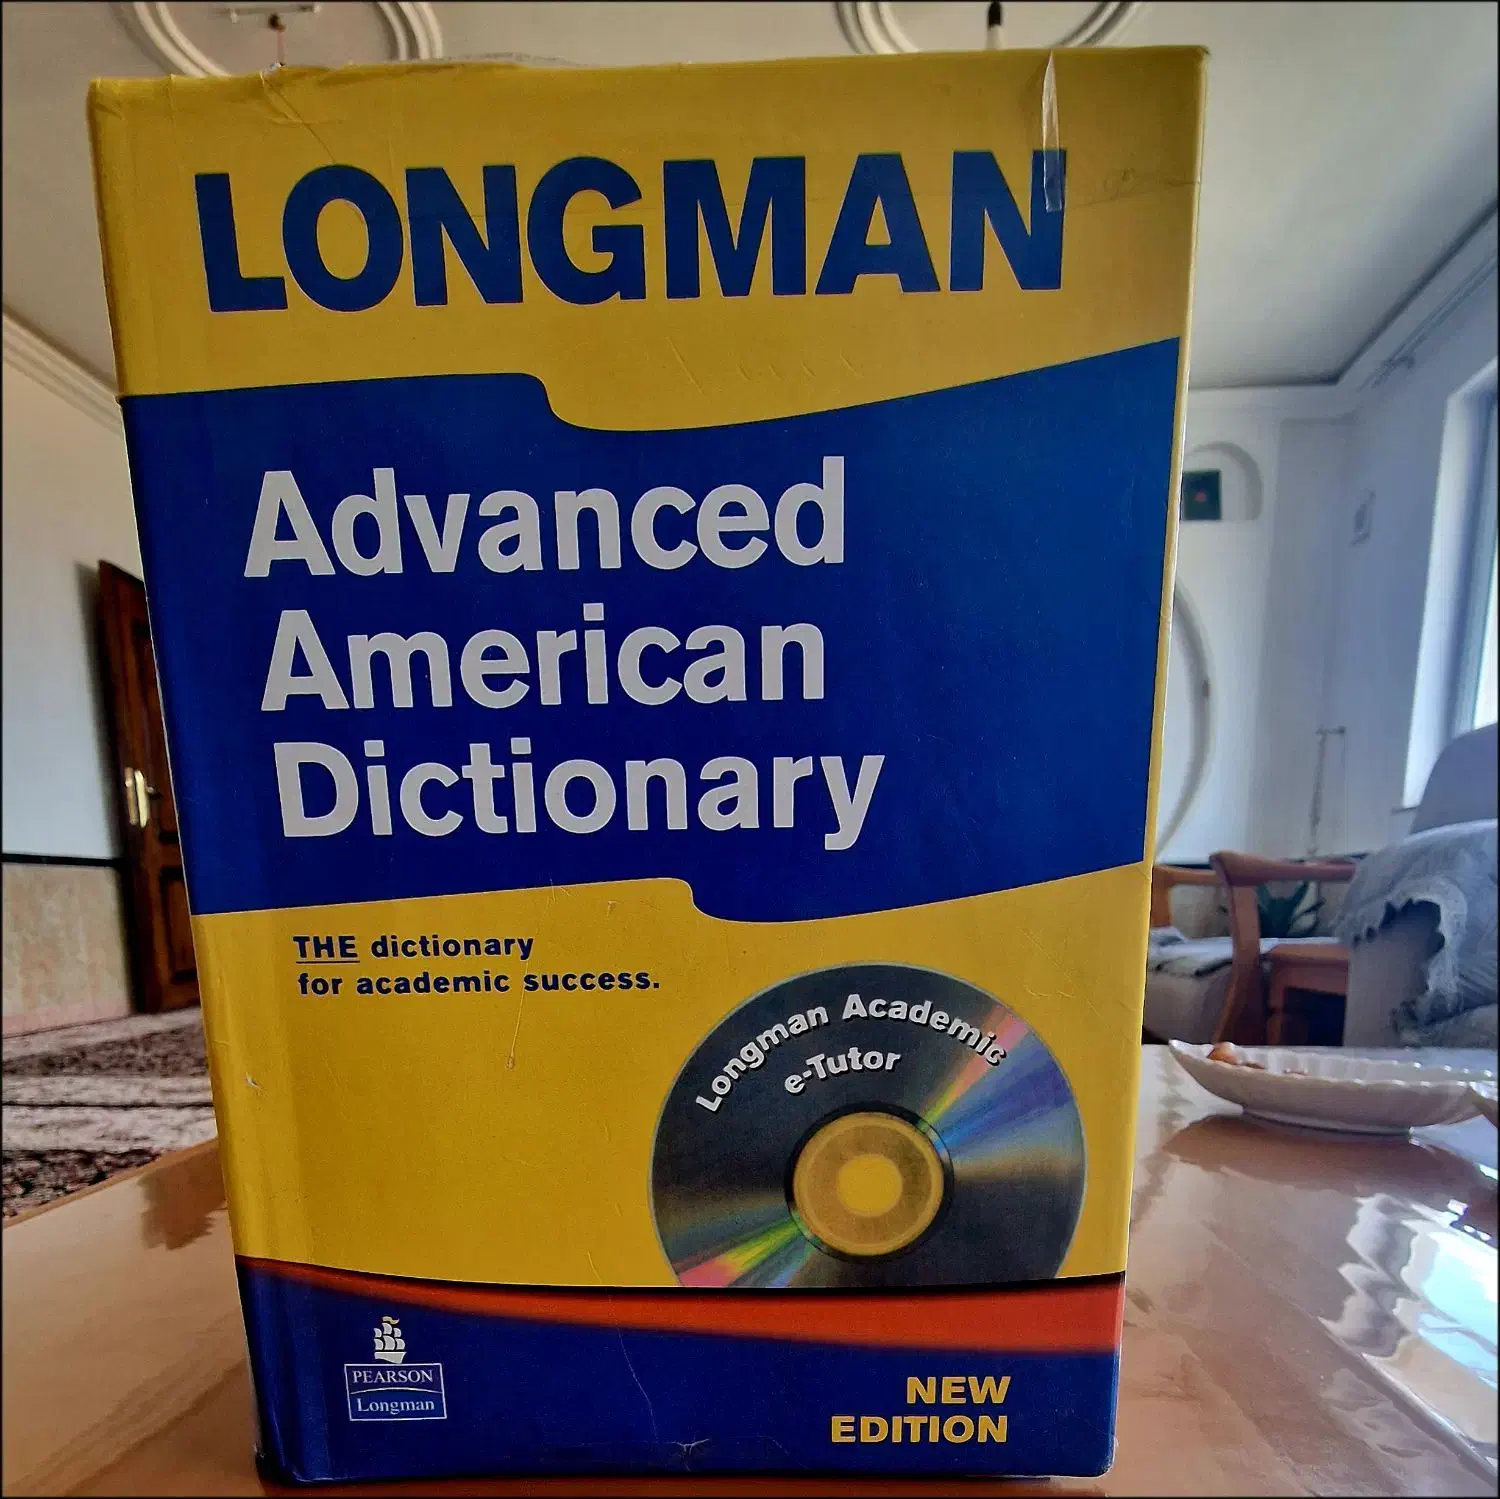 LONGMAN
Advanced
American
Dictionary
THE dictionary
for academic success.
Longman Academic
e-Tutor
PEARSON
Longman
NEW
EDITION